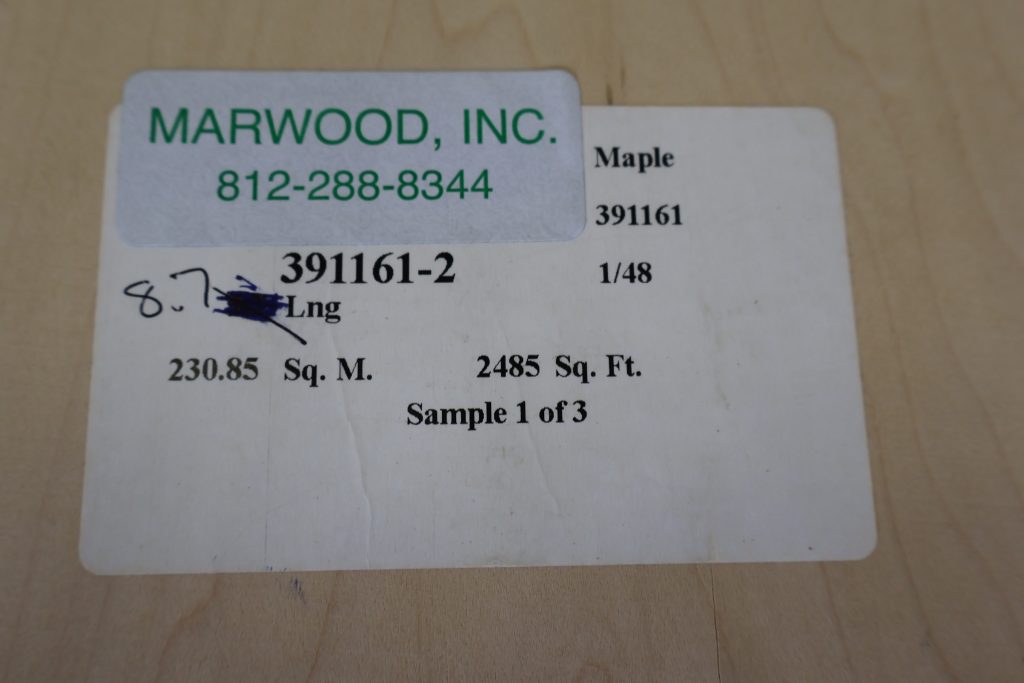 MARWOOD, INC.
812-288-8344
Maple
391161
391161-2
1/48
8.7 Lng
230.85 Sq. M.
2485 Sq. Ft.
Sample 1 of 3